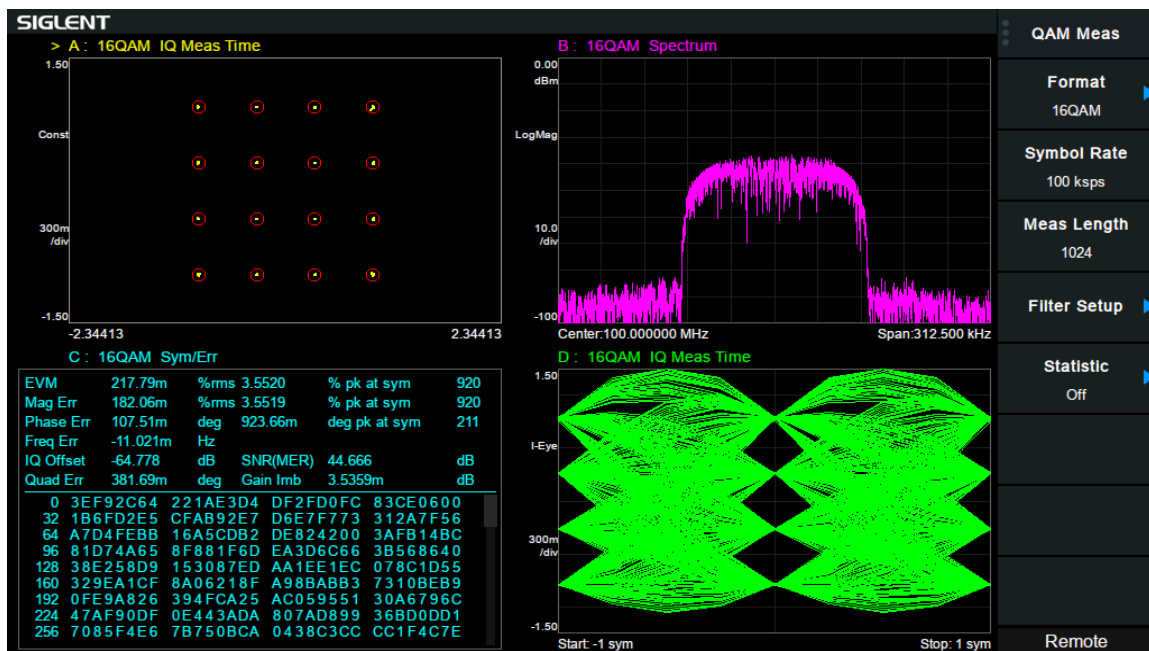 SIGLENT
> A : 16QAM IQ Meas Time
1.50
Const
300m
/div
-1.50
-2.34413 2.34413
B : 16QAM Spectrum
0.00
dBm
LogMag
10.0
/div
-100
Center:100.000000 MHz Span:312.500 kHz
C : 16QAM Sym/Err
EVM 217.79m %rms 3.5520 % pk at sym 920
Mag Err 182.06m %rms 3.5519 % pk at sym 920
Phase Err 107.51m deg 923.66m deg pk at sym 211
Freq Err -11.021m Hz
IQ Offset -64.778 dB SNR(MER) 44.666 dB
Quad Err 381.69m deg Gain Imb 3.5359m dB
0 3EF92C64 221AE3D4 DF2FD0FC 83CE0600
32 1B6FD2E5 CFAB92E7 D6E7F773 312A7F56
64 A7D4FEBB 16A5CDB2 DE824200 3AFB14BC
96 81D74A65 8F881F6D EA3D6C66 3B568640
128 38E258D9 153087ED AA1EE1EC 078C1D55
160 329EA1CF 8A06218F A98BABB3 7310BEB9
192 0FE9A826 394FCA25 AC059551 30A6796C
224 47AF90DF 0E443ADA 807AD899 36BD0DD1
256 7085F4E6 7B750BCA 0438C3CC CC1F4C7E
D : 16QAM IQ Meas Time
1.50
I-Eye
300m
/div
-1.50
Start: -1 sym Stop: 1 sym
QAM Meas
Format
16QAM
Symbol Rate
100 ksps
Meas Length
1024
Filter Setup
Statistic
Off
Remote